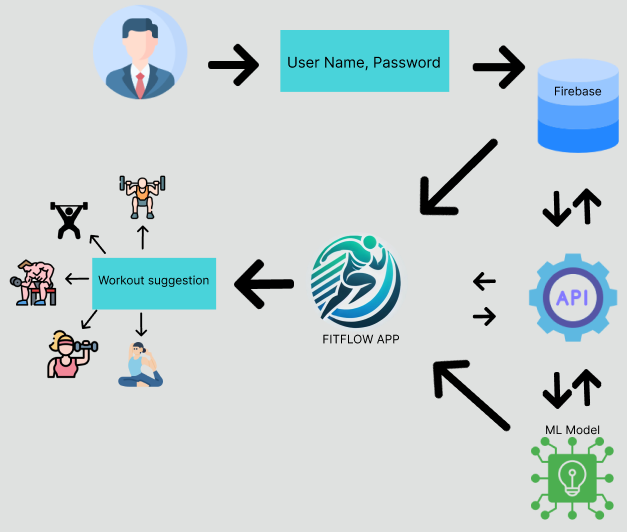 User Name, Password
Firebase
Workout suggestion
API
FITFLOW APP
ML Model